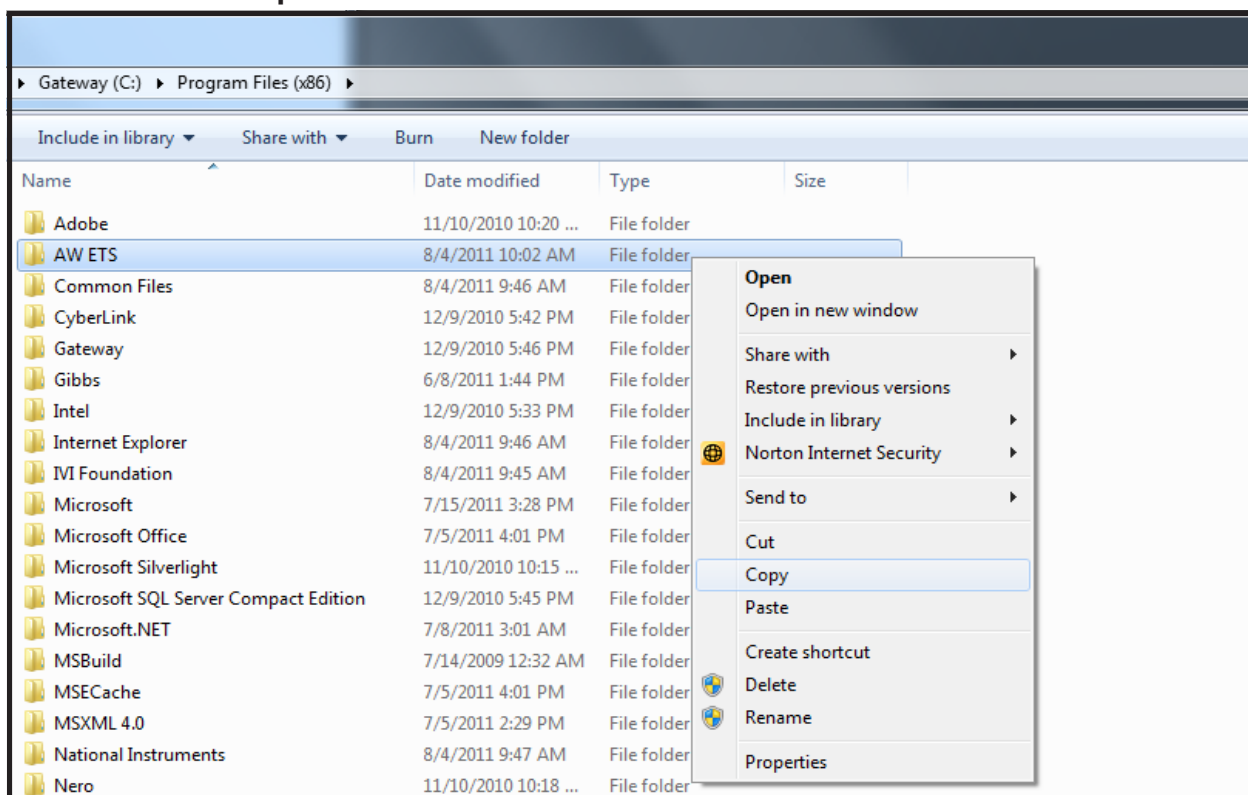 Gateway (C:) Program Files (x86)
Include in library Share with Burn New folder
Name Date modified Type Size
Adobe 11/10/2010 10:20 ... File folder
AW ETS 8/4/2011 10:02 AM File folder
Common Files 8/4/2011 9:46 AM File folder
CyberLink 12/9/2010 5:42 PM File folder
Gateway 12/9/2010 5:46 PM File folder
Gibbs 6/8/2011 1:44 PM File folder
Intel 12/9/2010 5:33 PM File folder
Internet Explorer 8/4/2011 9:46 AM File folder
IVI Foundation 8/4/2011 9:45 AM File folder
Microsoft 7/15/2011 3:28 PM File folder
Microsoft Office 7/5/2011 4:01 PM File folder
Microsoft Silverlight 11/10/2010 10:15 ... File folder
Microsoft SQL Server Compact Edition 12/9/2010 5:45 PM File folder
Microsoft.NET 7/8/2011 3:01 AM File folder
MSBuild 7/14/2009 12:32 AM File folder
MSECache 7/5/2011 4:01 PM File folder
MSXML 4.0 7/5/2011 2:29 PM File folder
National Instruments 8/4/2011 9:47 AM File folder
Nero 11/10/2010 10:18 ... File folder
Open
Open in new window
Share with
Restore previous versions
Include in library
Norton Internet Security
Send to
Cut
Copy
Paste
Create shortcut
Delete
Rename
Properties